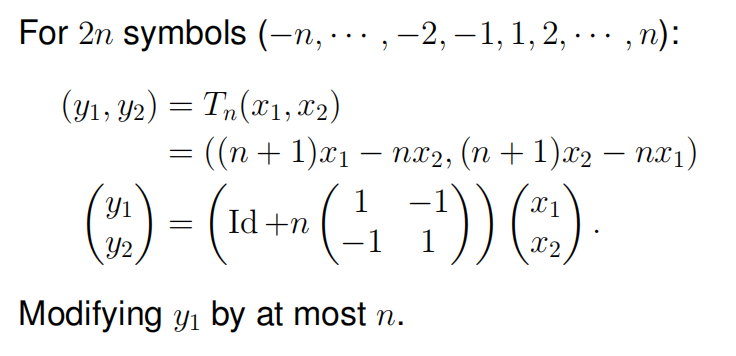 For 2n symbols (−n, ⋯ , −2, −1, 1, 2, ⋯ , n):
(y₁, y₂) = Tₙ(x₁, x₂)
= ((n + 1)x₁ − nx₂, (n + 1)x₂ − nx₁)
(y₁ y₂) = (Id +n (1 −1 −1 1)) (x₁ x₂) .
Modifying y₁ by at most n.